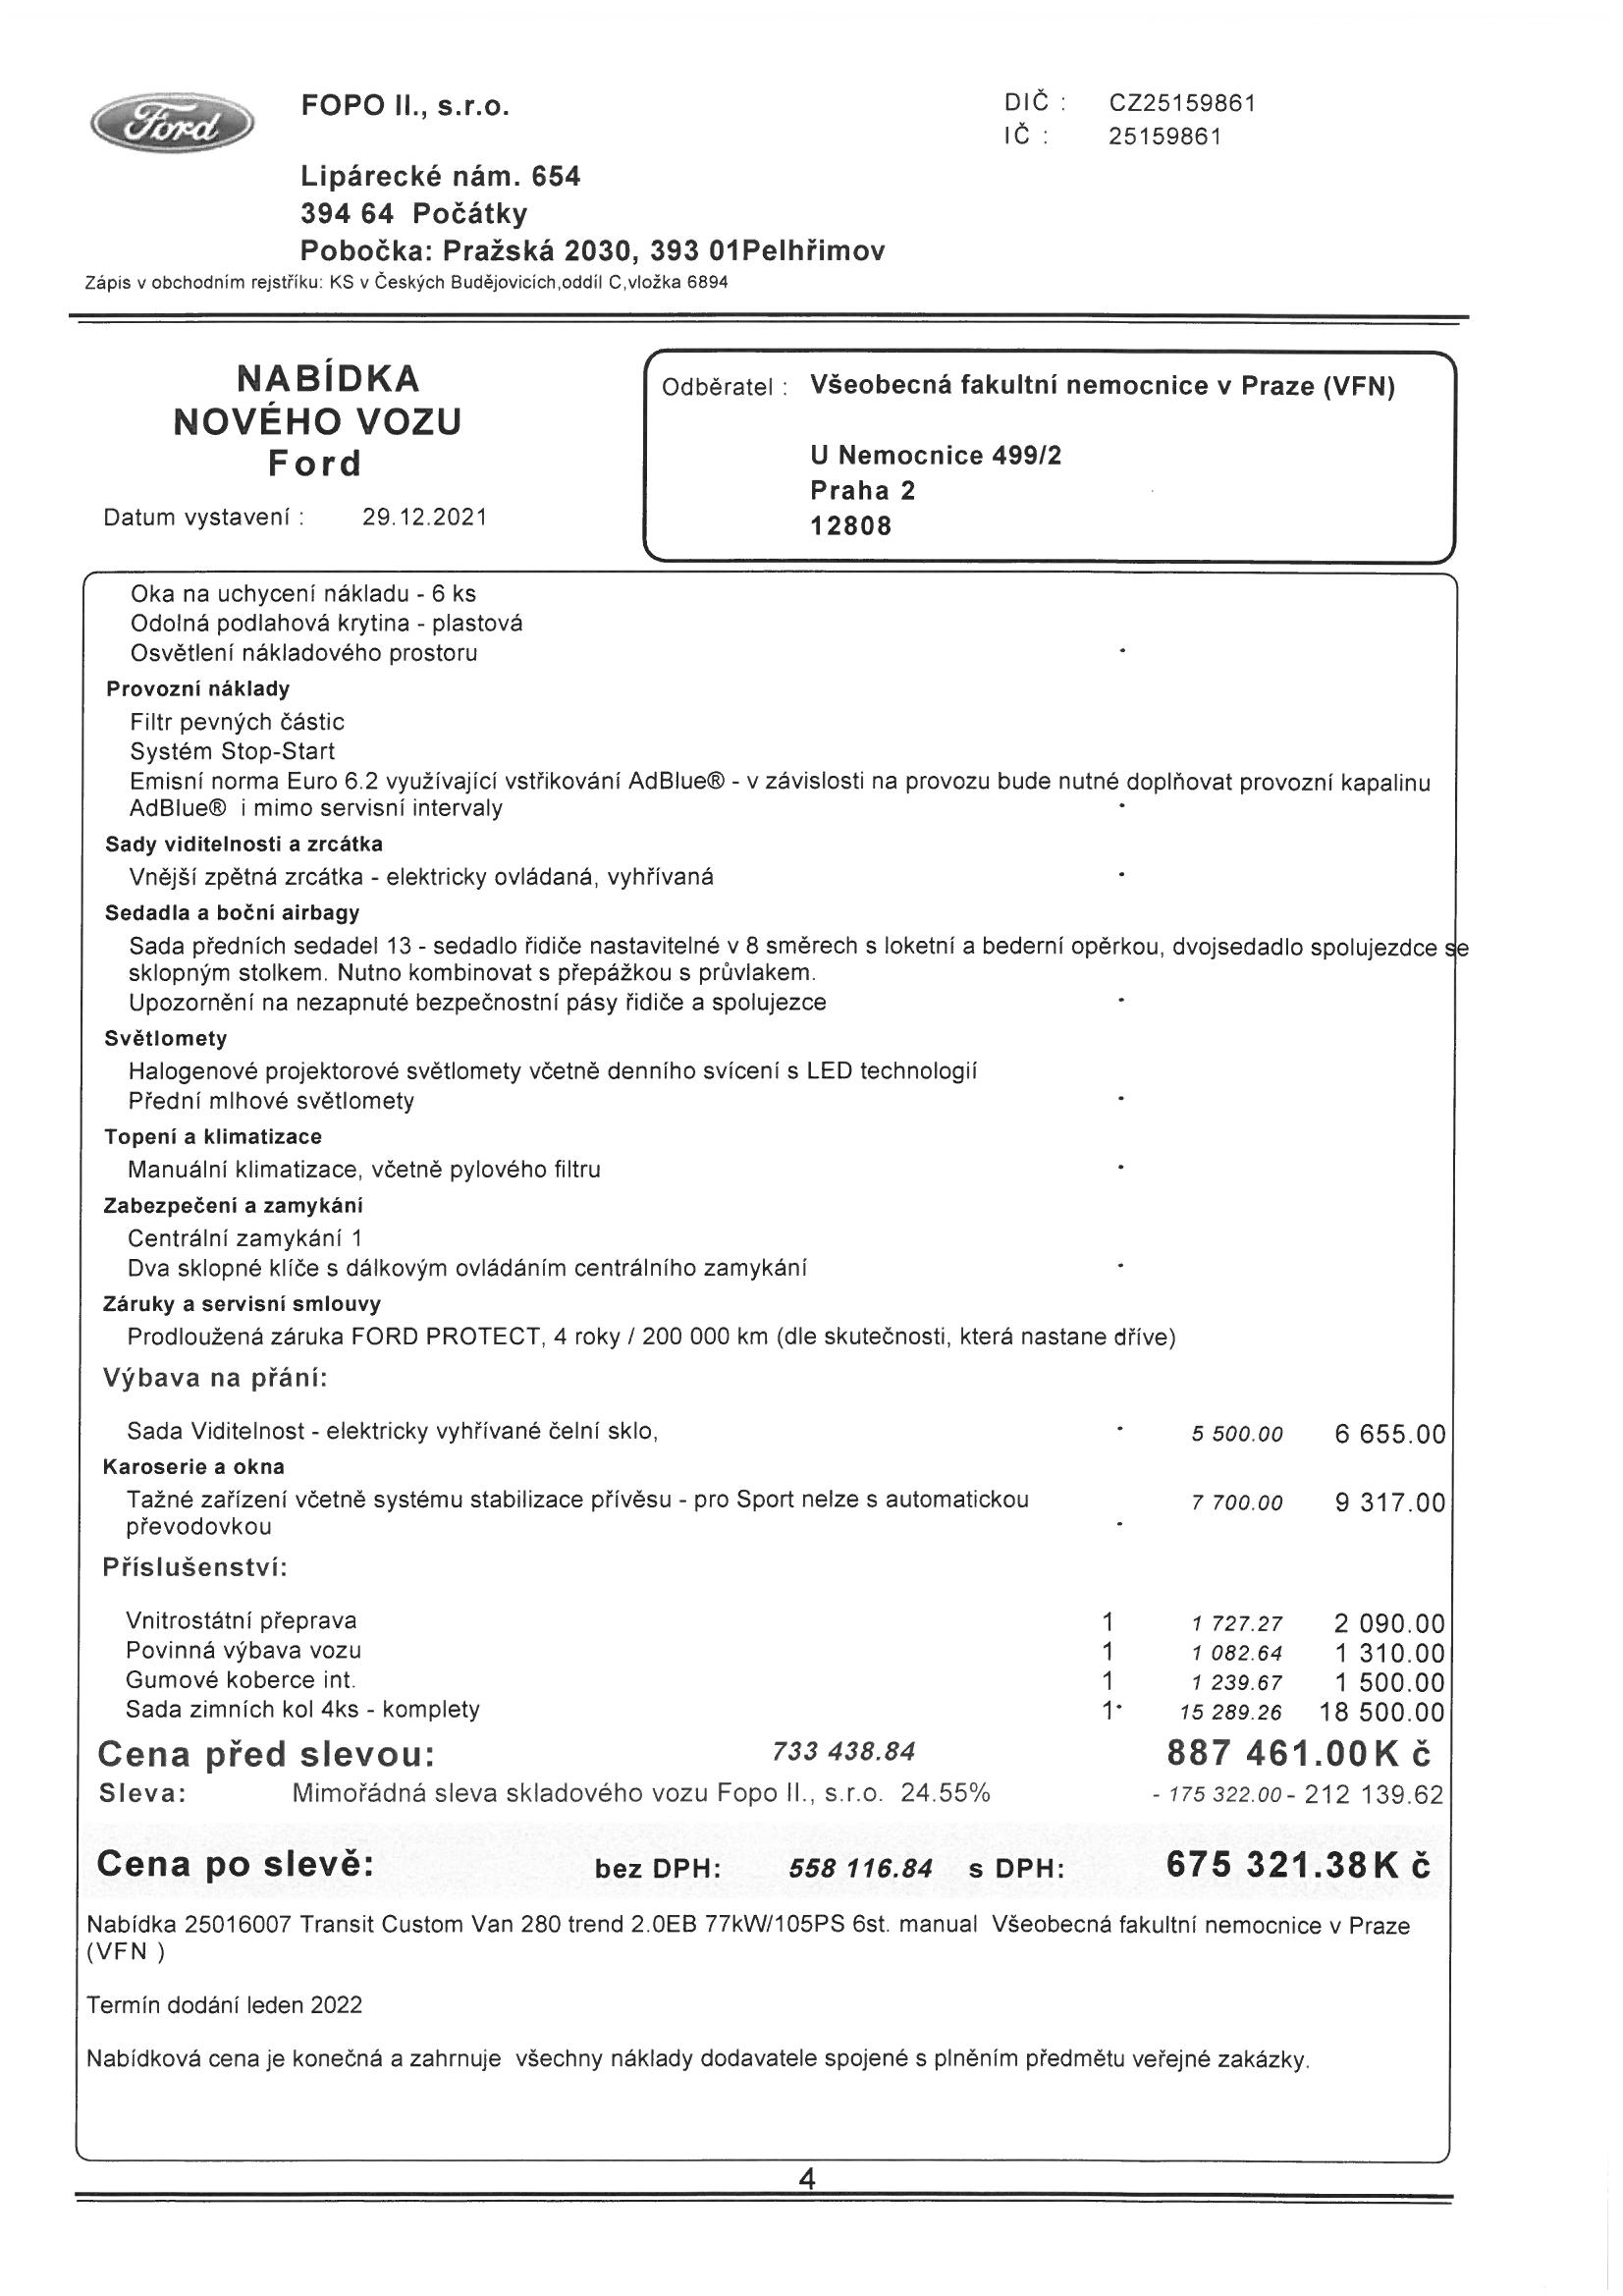 Ford
FOPO II., s.r.o.
DIČ : CZ25159861
IČ : 25159861
Lipárecké nám. 654
394 64 Počátky
Pobočka: Pražská 2030, 393 01Pelhřimov
Zápis v obchodním rejstříku: KS v Českých Budějovicích,oddíl C,vložka 6894
NABÍDKA
NOVÉHO VOZU
Ford
Datum vystavení : 29.12.2021
Odběratel : Všeobecná fakultní nemocnice v Praze (VFN)
U Nemocnice 499/2
Praha 2
12808
Oka na uchycení nákladu - 6 ks
Odolná podlahová krytina - plastová
Osvětlení nákladového prostoru
Provozní náklady
Filtr pevných částic
Systém Stop-Start
Emisní norma Euro 6.2 využívající vstřikování AdBlue® - v závislosti na provozu bude nutné doplňovat provozní kapalinu
AdBlue® i mimo servisní intervaly
Sady viditelnosti a zrcátka
Vnější zpětná zrcátka - elektricky ovládaná, vyhřívaná
Sedadla a boční airbagy
Sada předních sedadel 13 - sedadlo řidiče nastavitelné v 8 směrech s loketní a bederní opěrkou, dvojsedadlo spolujezdce se
sklopným stolkem. Nutno kombinovat s přepážkou s průvlakem.
Upozornění na nezapnuté bezpečnostní pásy řidiče a spolujezce
Světlomety
Halogenové projektorové světlomety včetně denního svícení s LED technologií
Přední mlhové světlomety
Topení a klimatizace
Manuální klimatizace, včetně pylového filtru
Zabezpečení a zamykání
Centrální zamykání 1
Dva sklopné klíče s dálkovým ovládáním centrálního zamykání
Záruky a servisní smlouvy
Prodloužená záruka FORD PROTECT, 4 roky / 200 000 km (dle skutečnosti, která nastane dříve)
Výbava na přání:
Sada Viditelnost - elektricky vyhřívané čelní sklo, 5 500.00 6 655.00
Karoserie a okna
Tažné zařízení včetně systému stabilizace přívěsu - pro Sport nelze s automatickou 7 700.00 9 317.00
převodovkou
Příslušenství:
Vnitrostátní přeprava 1 1 727.27 2 090.00
Povinná výbava vozu 1 1 082.64 1 310.00
Gumové koberce int. 1 1 239.67 1 500.00
Sada zimních kol 4ks - komplety 1 15 289.26 18 500.00
Cena před slevou: 733 438.84 887 461.00 K č
Sleva: Mimořádná sleva skladového vozu Fopo II., s.r.o. 24.55% - 175 322.00 - 212 139.62
Cena po slevě: bez DPH: 558 116.84 s DPH: 675 321.38 K č
Nabídka 25016007 Transit Custom Van 280 trend 2.0EB 77kW/105PS 6st. manual Všeobecná fakultní nemocnice v Praze
(VFN )
Termín dodání leden 2022
Nabídková cena je konečná a zahrnuje všechny náklady dodavatele spojené s plněním předmětu veřejné zakázky.
4